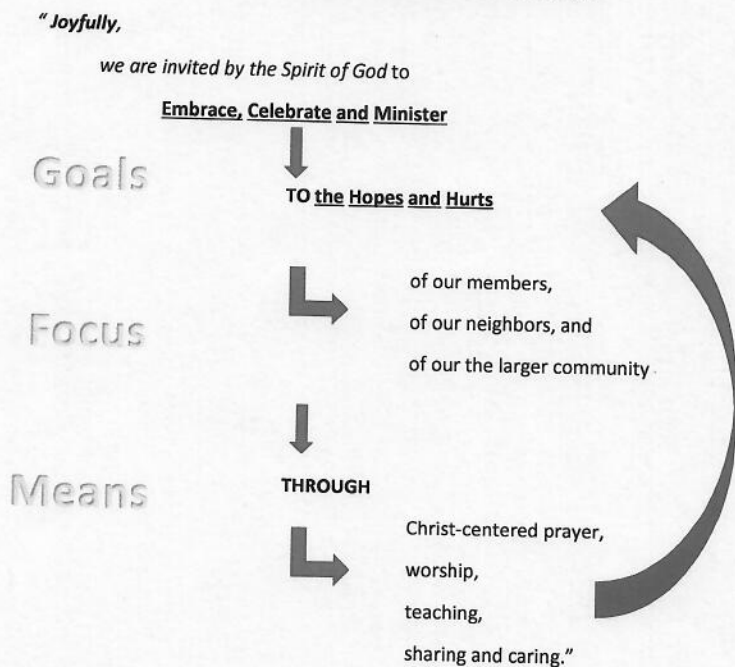 "Joyfully,
we are invited by the Spirit of God to
Embrace, Celebrate and Minister
Goals
TO the Hopes and Hurts
of our members,
Focus
of our neighbors, and
of our the larger community
Means
THROUGH
Christ-centered prayer,
worship,
teaching,
sharing and caring."